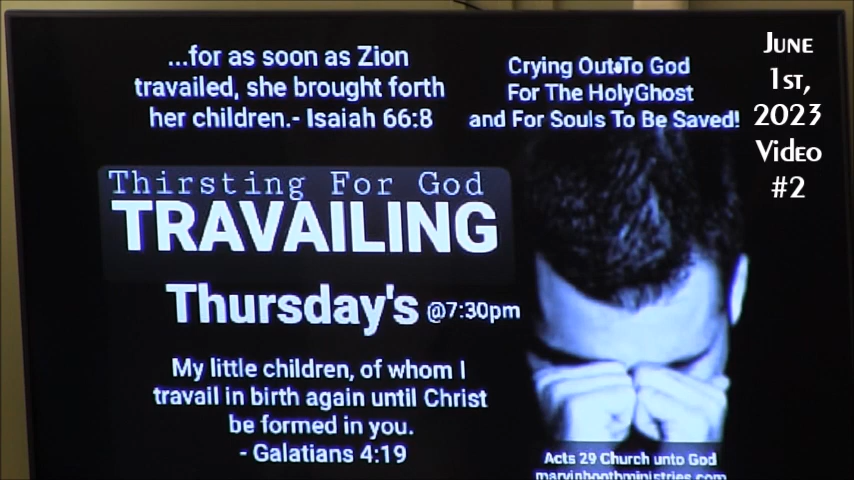 ...for as soon as Zion
travailed, she brought forth
her children.- Isaiah 66:8
Crying Out To God
For The HolyGhost
and For Souls To Be Saved!
June
1st,
2023
Video
#2
Thirsting For God
TRAVAILING
Thursday's @7:30pm
My little children, of whom I
travail in birth again until Christ
be formed in you.
- Galatians 4:19
Acts 29 Church unto God
marvinboothministries.com